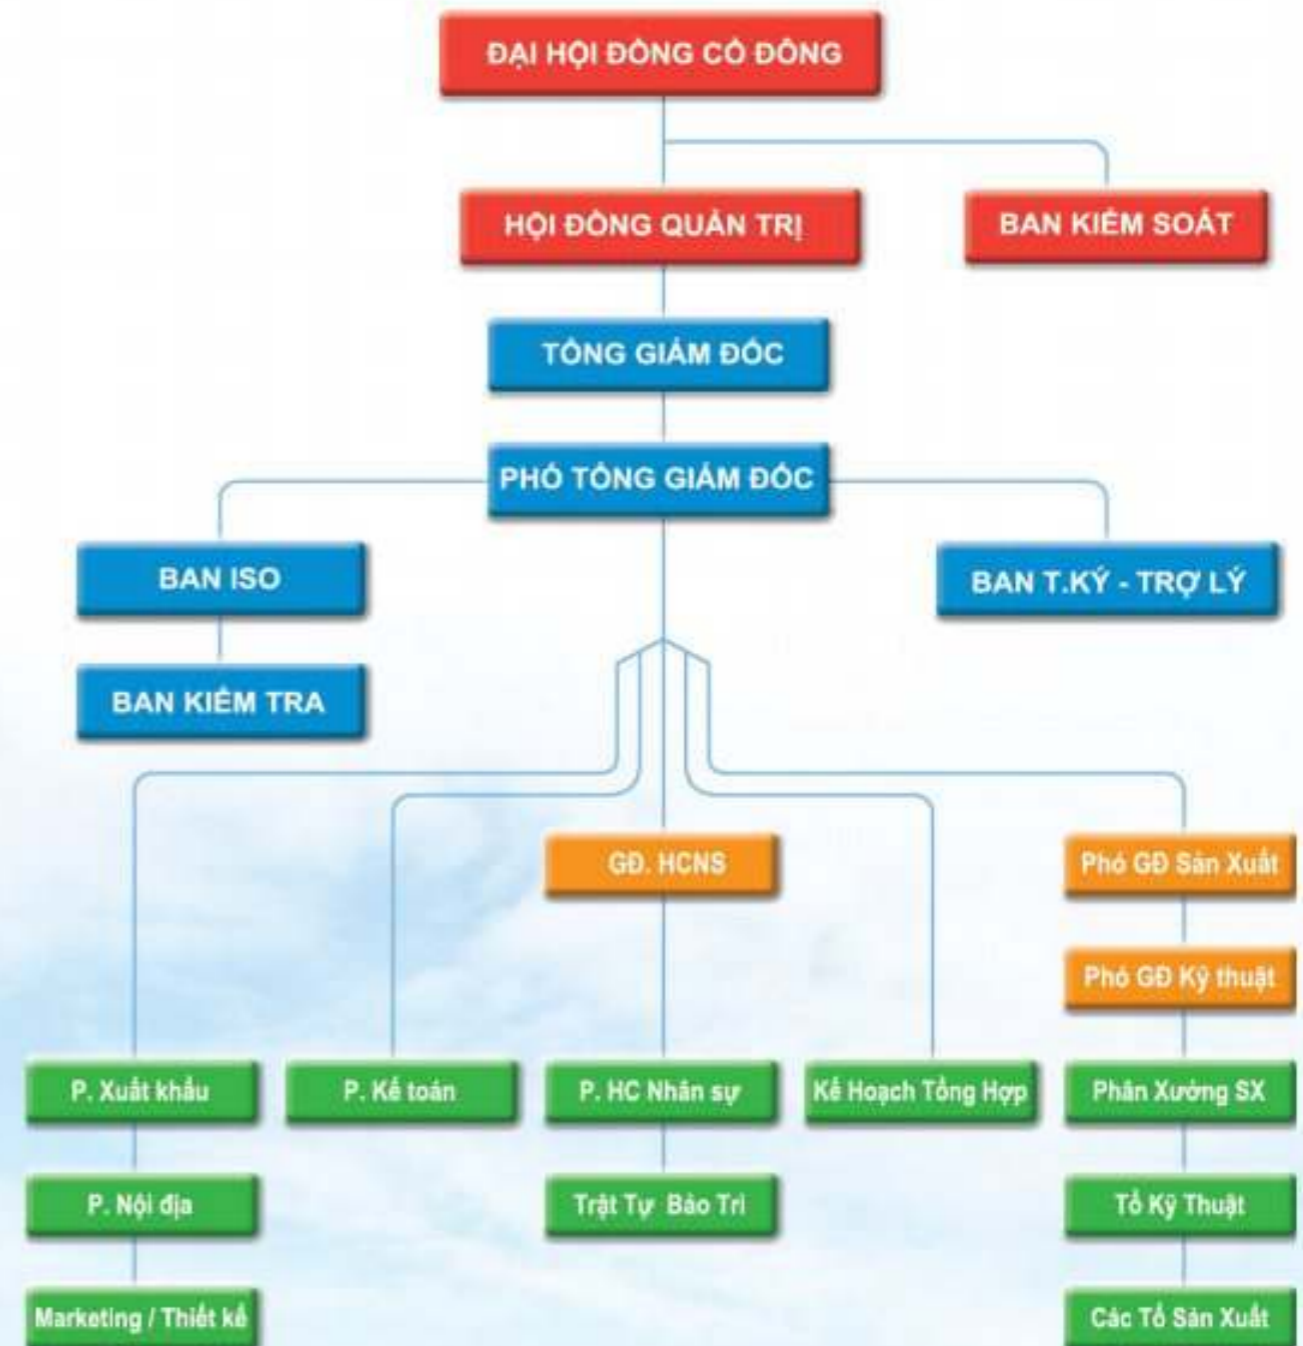 ĐẠI HỘI ĐỒNG CỔ ĐÔNG
HỘI ĐỒNG QUẢN TRỊ
BAN KIỂM SOÁT
TỔNG GIÁM ĐỐC
PHÓ TỔNG GIÁM ĐỐC
BAN ISO
BAN T.KÝ - TRỢ LÝ
BAN KIỂM TRA
GĐ. HCNS
Phó GĐ Sản Xuất
Phó GĐ Kỹ thuật
P. Xuất khẩu
P. Kế toán
P. HC Nhân sự
Kế Hoạch Tổng Hợp
Phân Xưởng SX
P. Nội địa
Trật Tự Bảo Trì
Tổ Kỹ Thuật
Marketing / Thiết kế
Các Tổ Sản Xuất